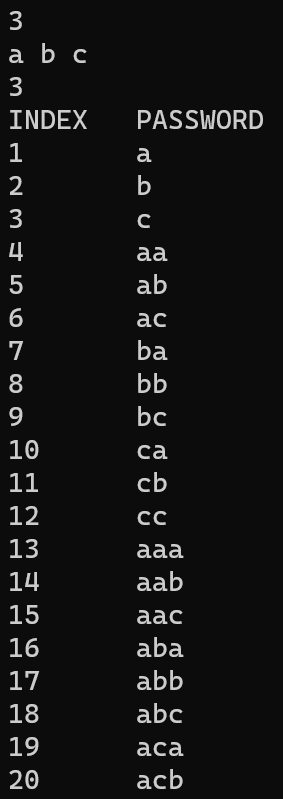 3
a b c
3
INDEX   PASSWORD
1       a
2       b
3       c
4       aa
5       ab
6       ac
7       ba
8       bb
9       bc
10      ca
11      cb
12      cc
13      aaa
14      aab
15      aac
16      aba
17      abb
18      abc
19      aca
20      acb